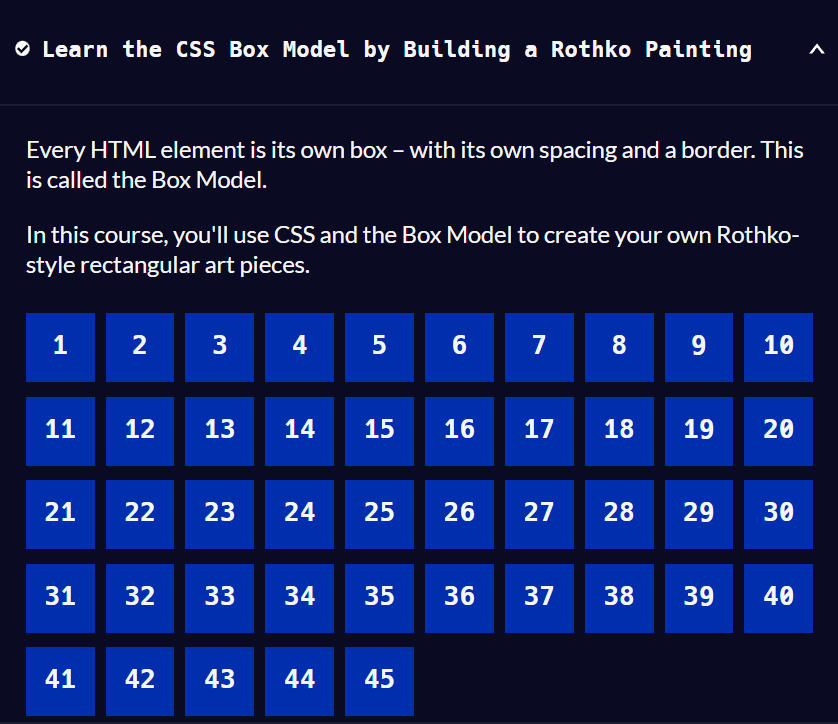 Learn the CSS Box Model by Building a Rothko Painting
Every HTML element is its own box – with its own spacing and a border. This
is called the Box Model.
In this course, you'll use CSS and the Box Model to create your own Rothko-
style rectangular art pieces.
1 2 3 4 5 6 7 8 9 10
11 12 13 14 15 16 17 18 19 20
21 22 23 24 25 26 27 28 29 30
31 32 33 34 35 36 37 38 39 40
41 42 43 44 45